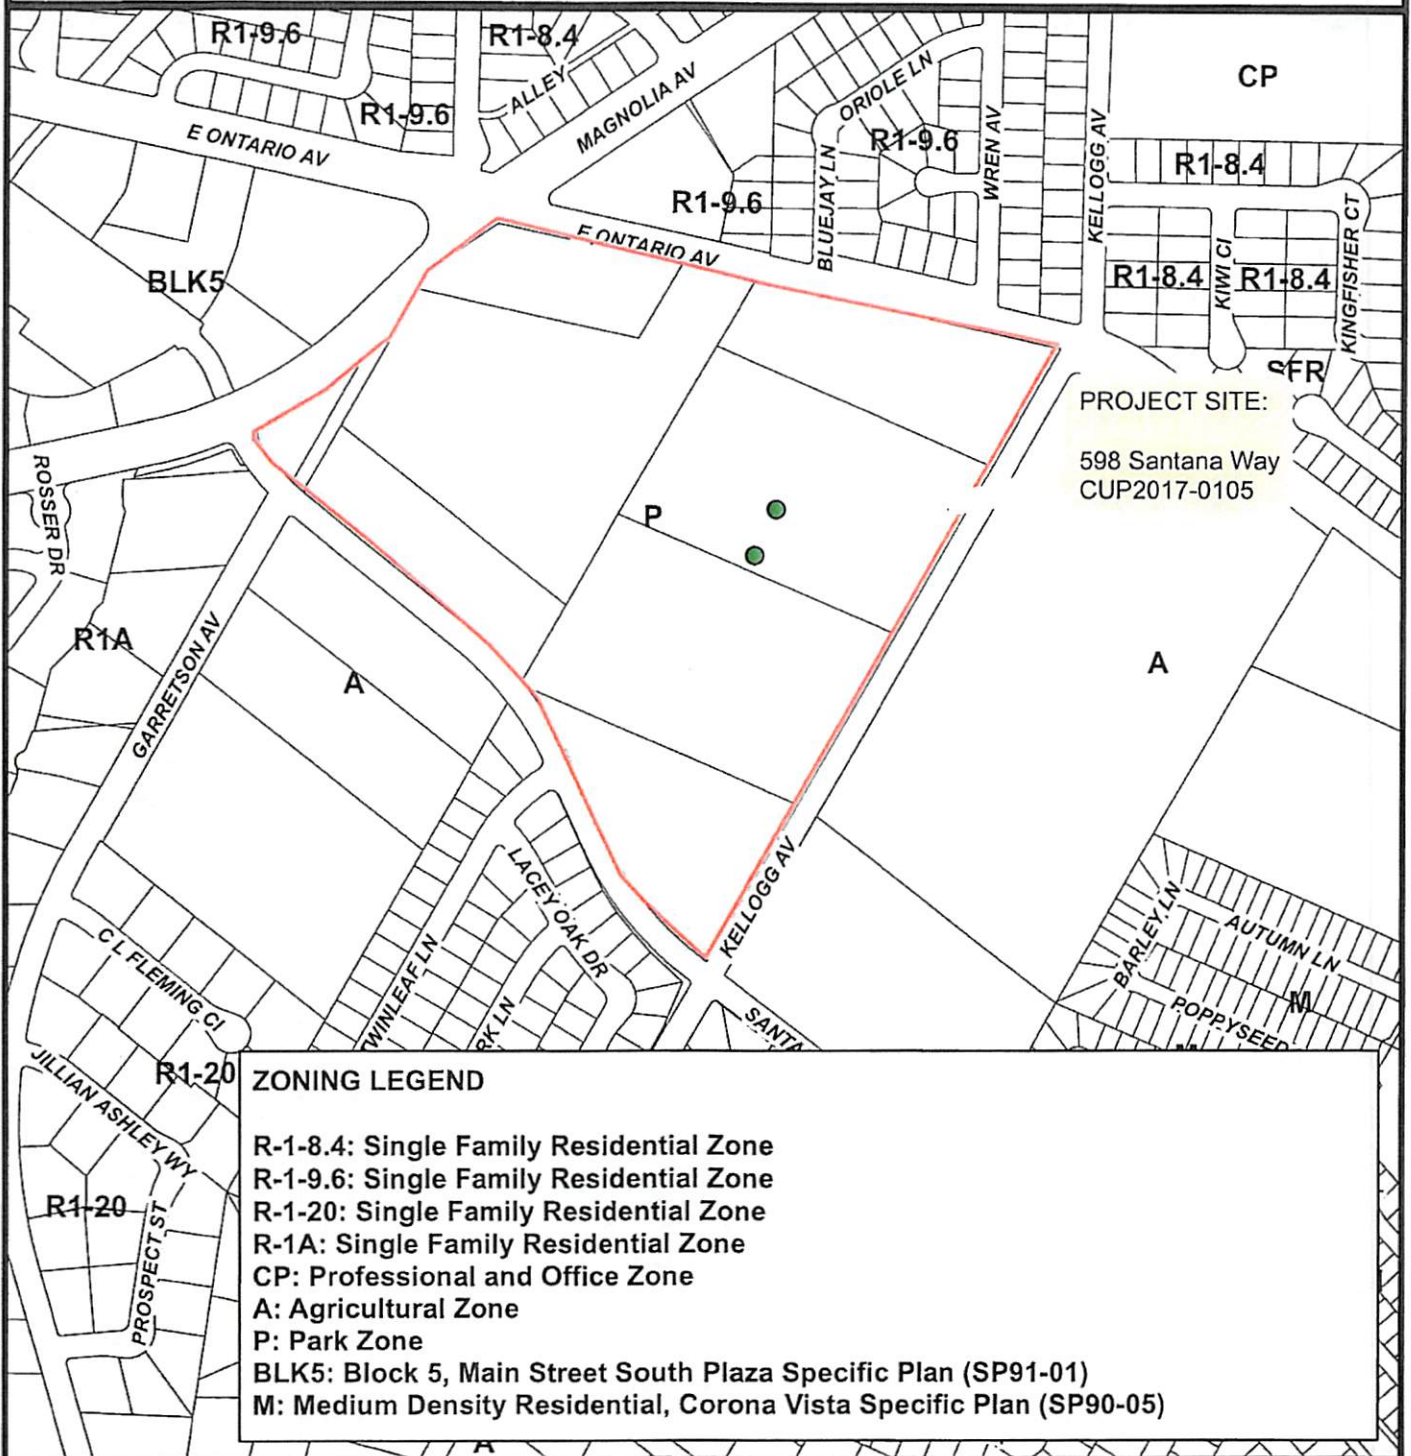 R1-9.6
R1-8.4
CP
ALLEY
MAGNOLIA AV
ORIOLE LN
R1-9.6
E ONTARIO AV
R1-9.6
WREN AV
KELLOGG AV
R1-8.4
R1-9.6
BLUEJAY LN
KINGFISHER CT
E ONTARIO AV
BLK5
R1-8.4
KIWI CI
R1-8.4
SFR
PROJECT SITE:
598 Santana Way
CUP2017-0105
ROSSER DR
P
R1A
GARRETSON AV
A
A
KELLOGG AV
LACEY OAK DR
BARLEY LN
AUTUMN LN
C L FLEMING CI
TWINLEAF LN
RK LN
SANTA
POPPYSEED
M
JILLIAN ASHLEY WY
R1-20
R1-20
PROSPECT ST
ZONING LEGEND
R-1-8.4: Single Family Residential Zone
R-1-9.6: Single Family Residential Zone
R-1-20: Single Family Residential Zone
R-1A: Single Family Residential Zone
CP: Professional and Office Zone
A: Agricultural Zone
P: Park Zone
BLK5: Block 5, Main Street South Plaza Specific Plan (SP91-01)
M: Medium Density Residential, Corona Vista Specific Plan (SP90-05)
A